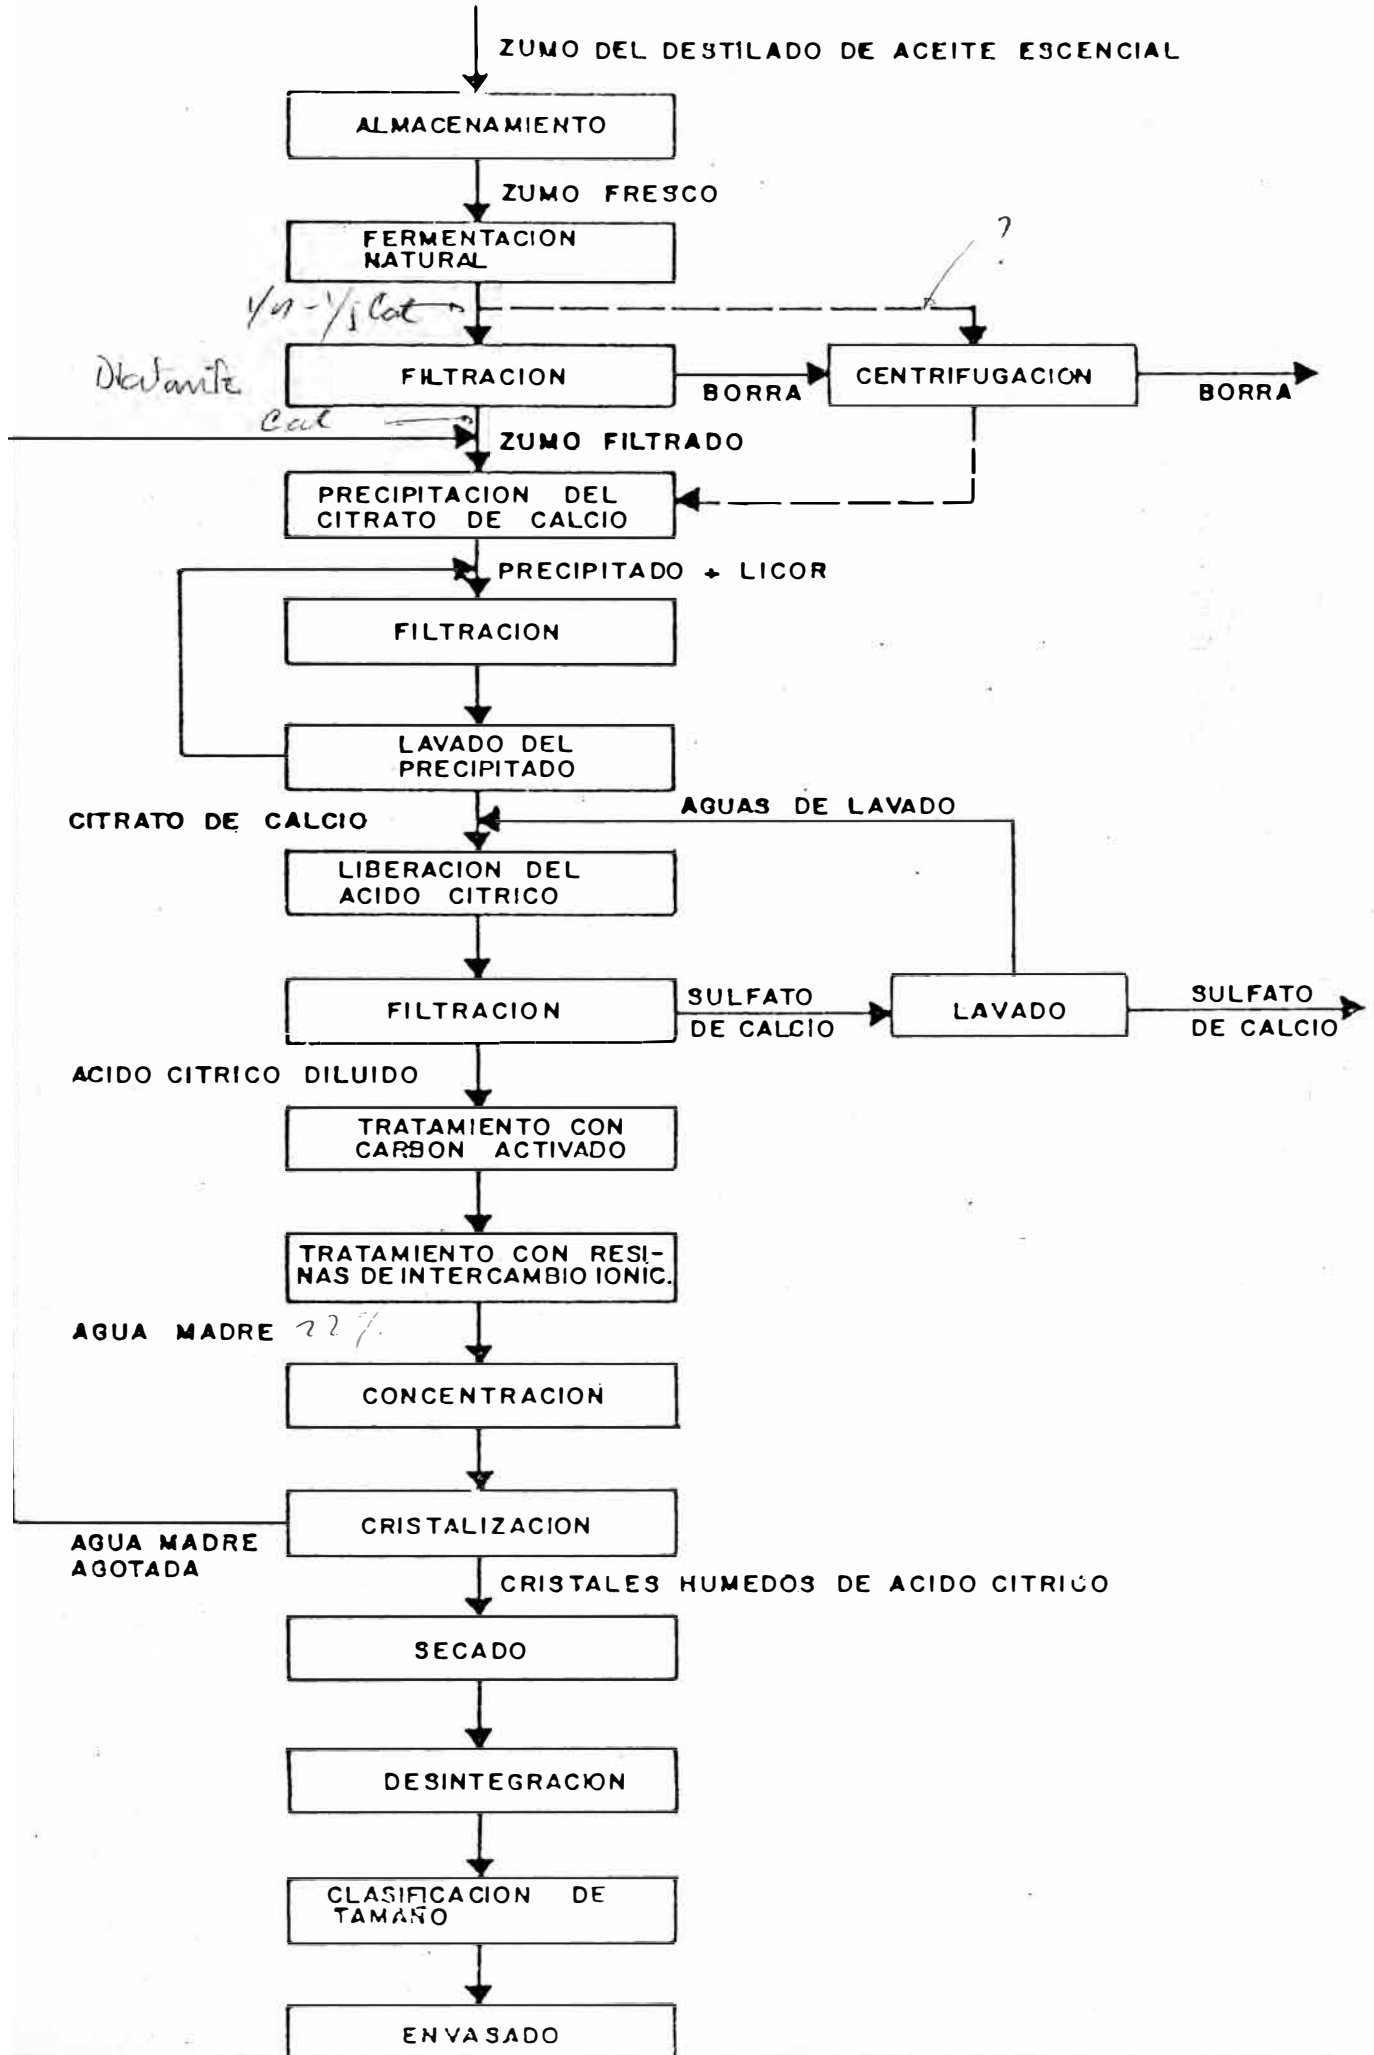 ZUMO DEL DESTILADO DE ACEITE ESCENCIAL
ALMACENAMIENTO
ZUMO FRESCO
FERMENTACION
NATURAL
?
FILTRACION
BORRA
CENTRIFUGACION
BORRA
ZUMO FILTRADO
PRECIPITACION DEL
CITRATO DE CALCIO
PRECIPITADO + LICOR
FILTRACION
LAVADO DEL
PRECIPITADO
CITRATO DE CALCIO
AGUAS DE LAVADO
LIBERACION DEL
ACIDO CITRICO
FILTRACION
SULFATO
DE CALCIO
LAVADO
SULFATO
DE CALCIO
ACIDO CITRICO DILUIDO
TRATAMIENTO CON
CARBON ACTIVADO
TRATAMIENTO CON RESI-
NAS DE INTERCAMBIO IONIC.
AGUA MADRE 22%
CONCENTRACION
CRISTALIZACION
AGUA MADRE
AGOTADA
CRISTALES HUMEDOS DE ACIDO CITRICO
SECADO
DESINTEGRACION
CLASIFICACION DE
TAMAÑO
ENVASADO